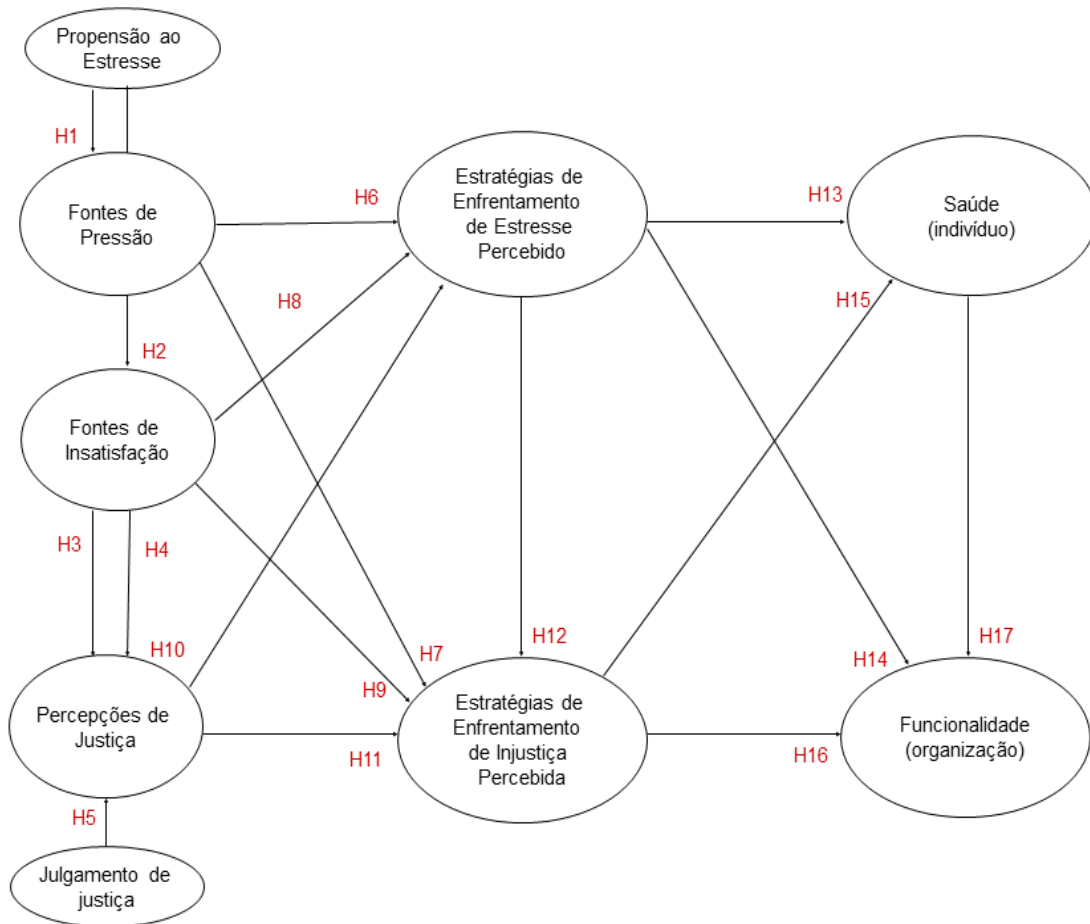 Propensão ao
Estresse
H1
Fontes de
Pressão
H6
Estratégias de
Enfrentamento
de Estresse
Percebido
H13
Saúde
(indivíduo)
H8
H15
H2
Fontes de
Insatisfação
H3
H4
H10
H7
H9
H12
H14
H17
Percepções de
Justiça
Estratégias de
Enfrentamento
de Injustiça
Percebida
Funcionalidade
(organização)
H11
H16
H5
Julgamento de
justiça